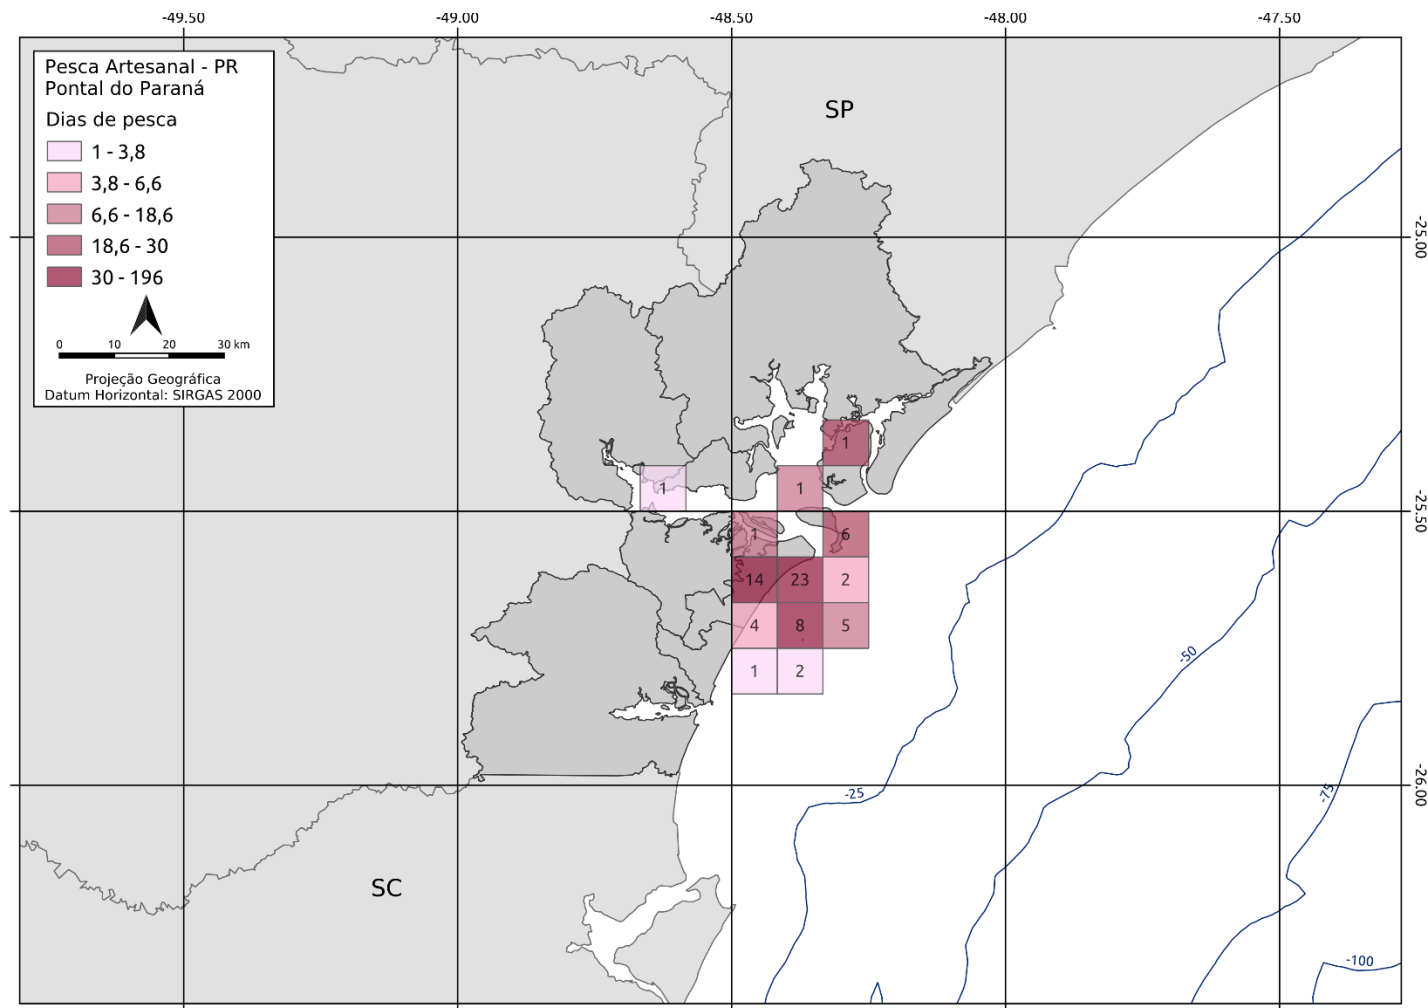 -49.50 -49.00 -48.50 -48.00 -47.50
Pesca Artesanal - PR
Pontal do Paraná
Dias de pesca
1 - 3,8
3,8 - 6,6
6,6 - 18,6
18,6 - 30
30 - 196
0 10 20 30 km
Projeção Geográfica
Datum Horizontal: SIRGAS 2000
SP
-25.00
1
1 1
-25.50
1 6
14 23 2
4 8 5
-50
1 2
-26.00
-25 -75
SC
-100